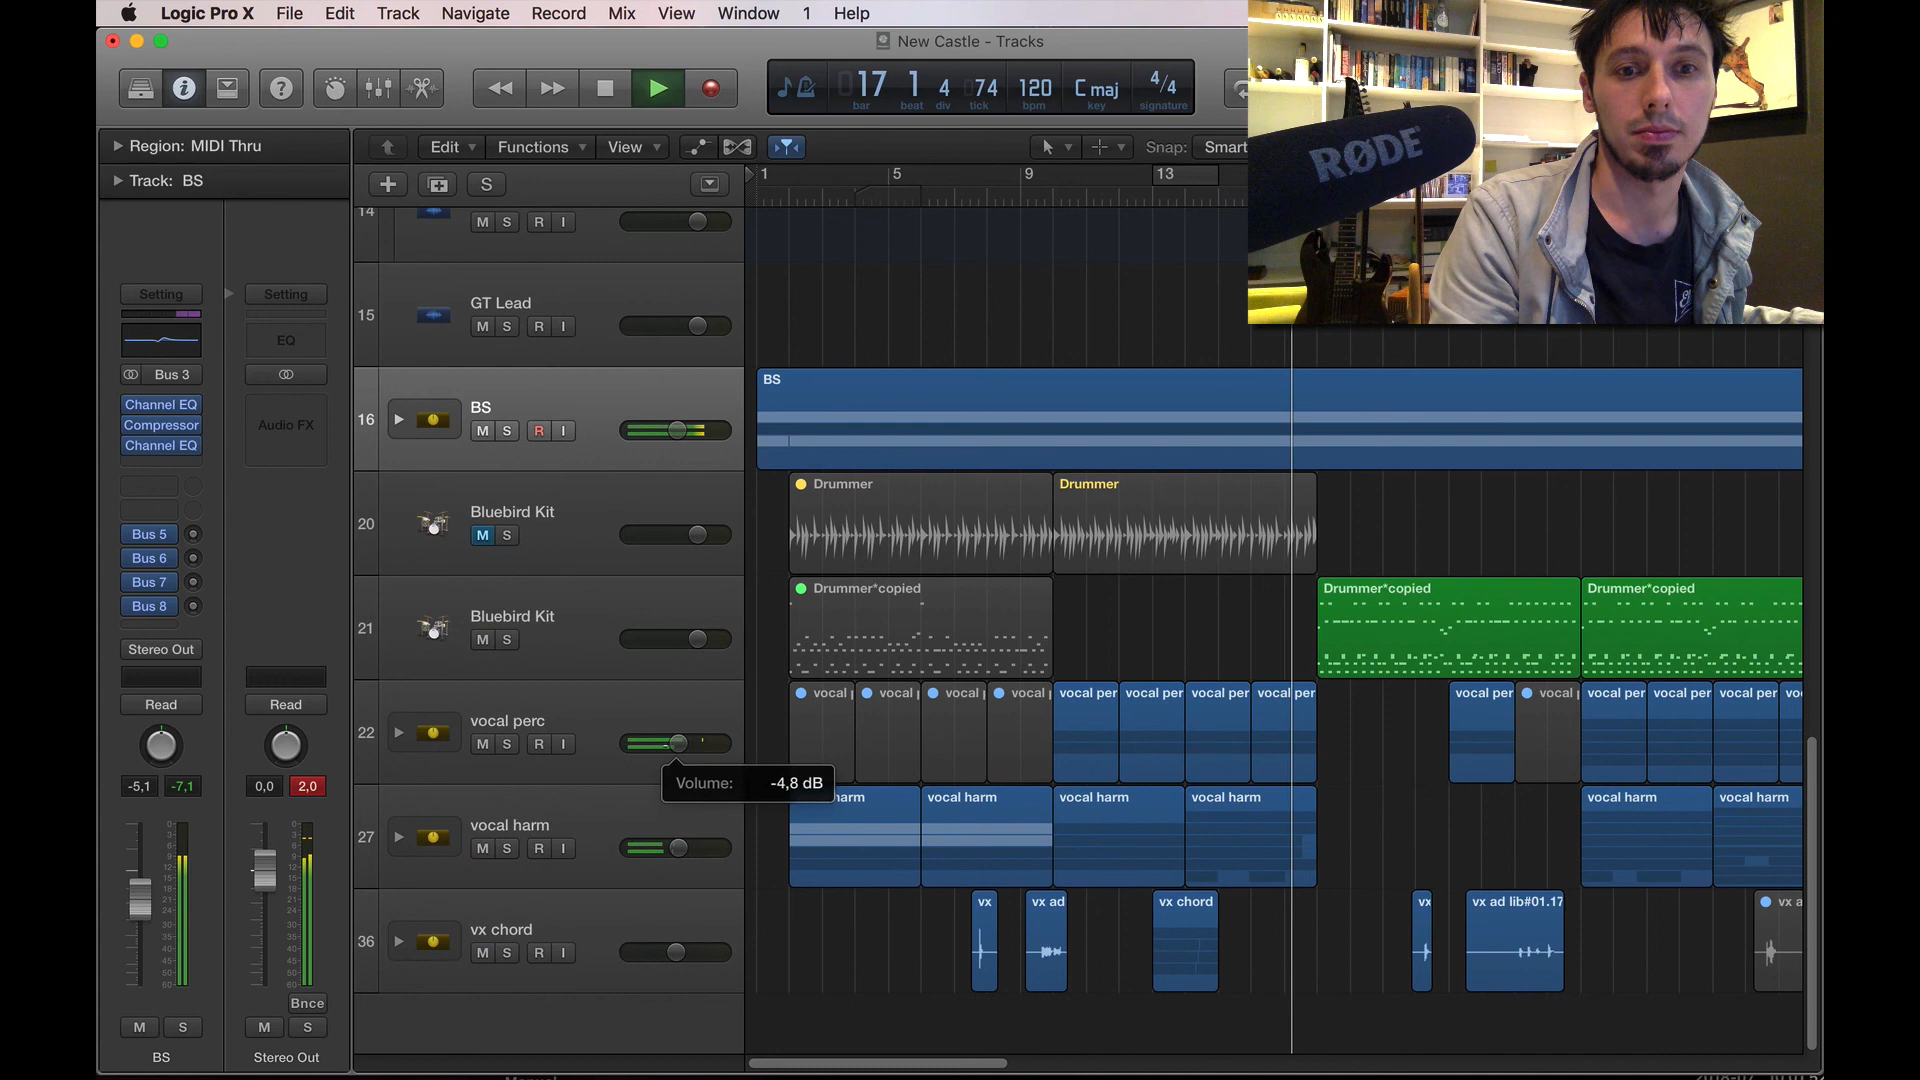 Logic Pro X File Edit Track Navigate Record Mix View Window 1 Help
New Castle - Tracks
17 1 4 74 120 C maj 4/4
bar beat div tick bpm key signature
Region: MIDI Thru
Track: BS
Edit Functions View Snap: Smart
S
1 5 9 13
RØDE
14 M S R I
15 GT Lead
M S R I
Setting Setting
EQ
Bus 3
Channel EQ
Compressor
Channel EQ
Audio FX
Bus 5
Bus 6
Bus 7
Bus 8
Stereo Out
Read Read
-5,1 -7,1 0,0 2,0
Bnce
M S M S
BS Stereo Out
16 BS
M S R I
BS
20 Bluebird Kit
M S
Drummer Drummer
21 Bluebird Kit
M S
Drummer*copied Drummer*copied Drummer*copied
22 vocal perc
M S R I
vocal p vocal p vocal p vocal p vocal per vocal per vocal per vocal per vocal per vocal p vocal per vocal per vocal per vo
Volume: -4,8 dB
27 vocal harm
M S R I
harm vocal harm vocal harm vocal harm vocal harm vocal harm
36 vx chord
M S R I
vx vx ad vx chord vx vx ad lib#01.17 vx a